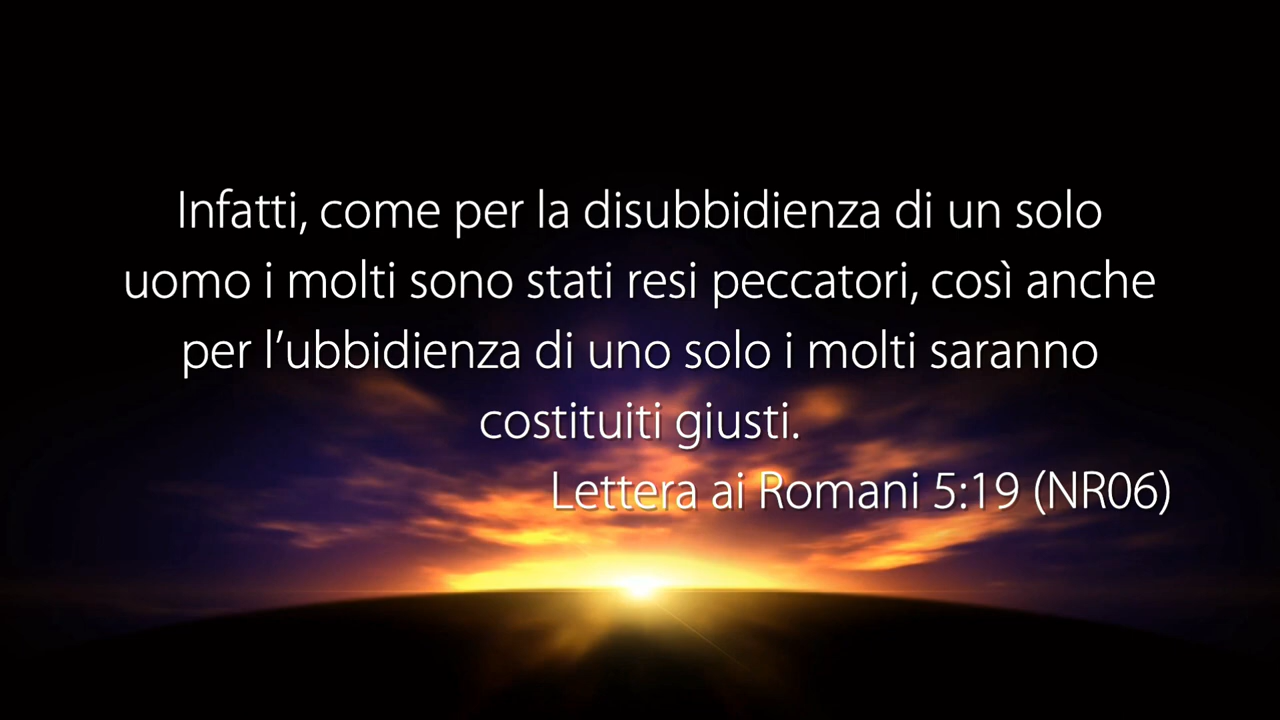 Infatti, come per la disubbidienza di un solo
uomo i molti sono stati resi peccatori, così anche
per l’ubbidienza di uno solo i molti saranno
costituiti giusti.
Lettera ai Romani 5:19 (NR06)